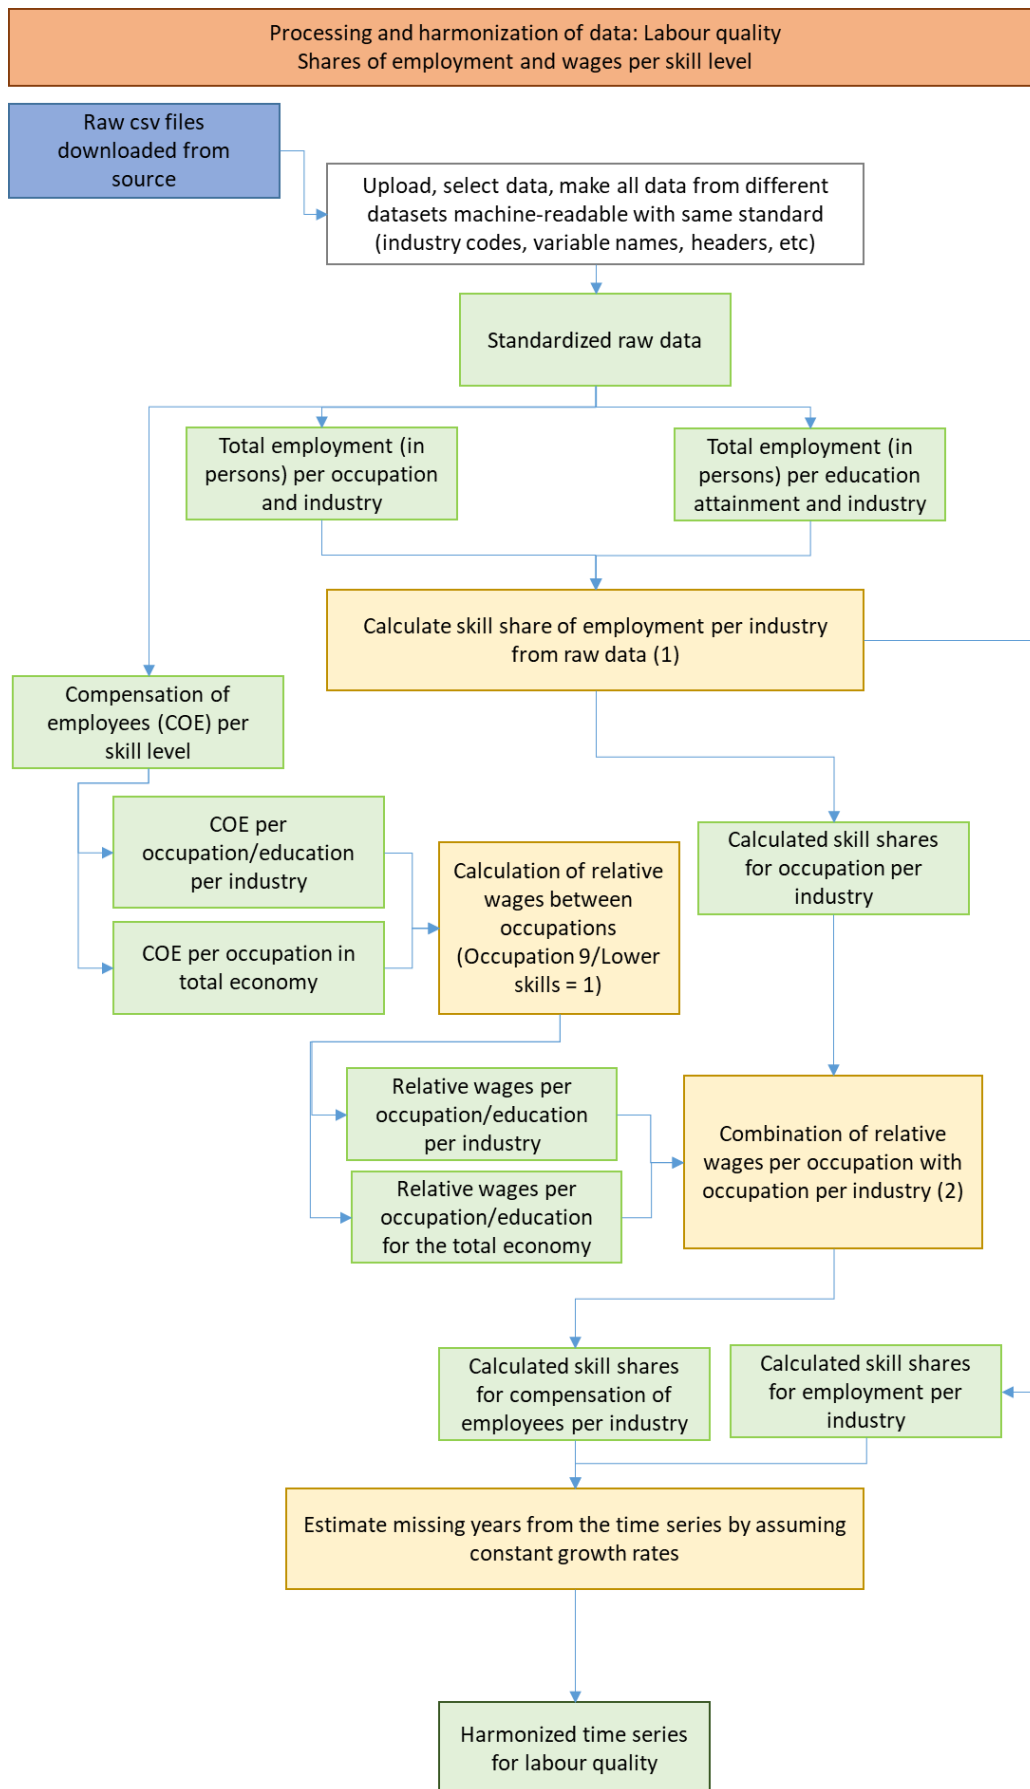 Processing and harmonization of data: Labour quality
Shares of employment and wages per skill level
Raw csv files
downloaded from
source
Upload, select data, make all data from different
datasets machine-readable with same standard
(industry codes, variable names, headers, etc)
Standardized raw data
Total employment (in
persons) per occupation
and industry
Total employment (in
persons) per education
attainment and industry
Calculate skill share of employment per industry
from raw data (1)
Compensation of
employees (COE) per
skill level
COE per
occupation/education
per industry
COE per occupation in
total economy
Calculation of relative
wages between
occupations
(Occupation 9/Lower
skills = 1)
Calculated skill shares
for occupation per
industry
Relative wages per
occupation/education
per industry
Relative wages per
occupation/education
for the total economy
Combination of relative
wages per occupation with
occupation per industry (2)
Calculated skill shares
for compensation of
employees per industry
Calculated skill shares
for employment per
industry
Estimate missing years from the time series by assuming
constant growth rates
Harmonized time series
for labour quality